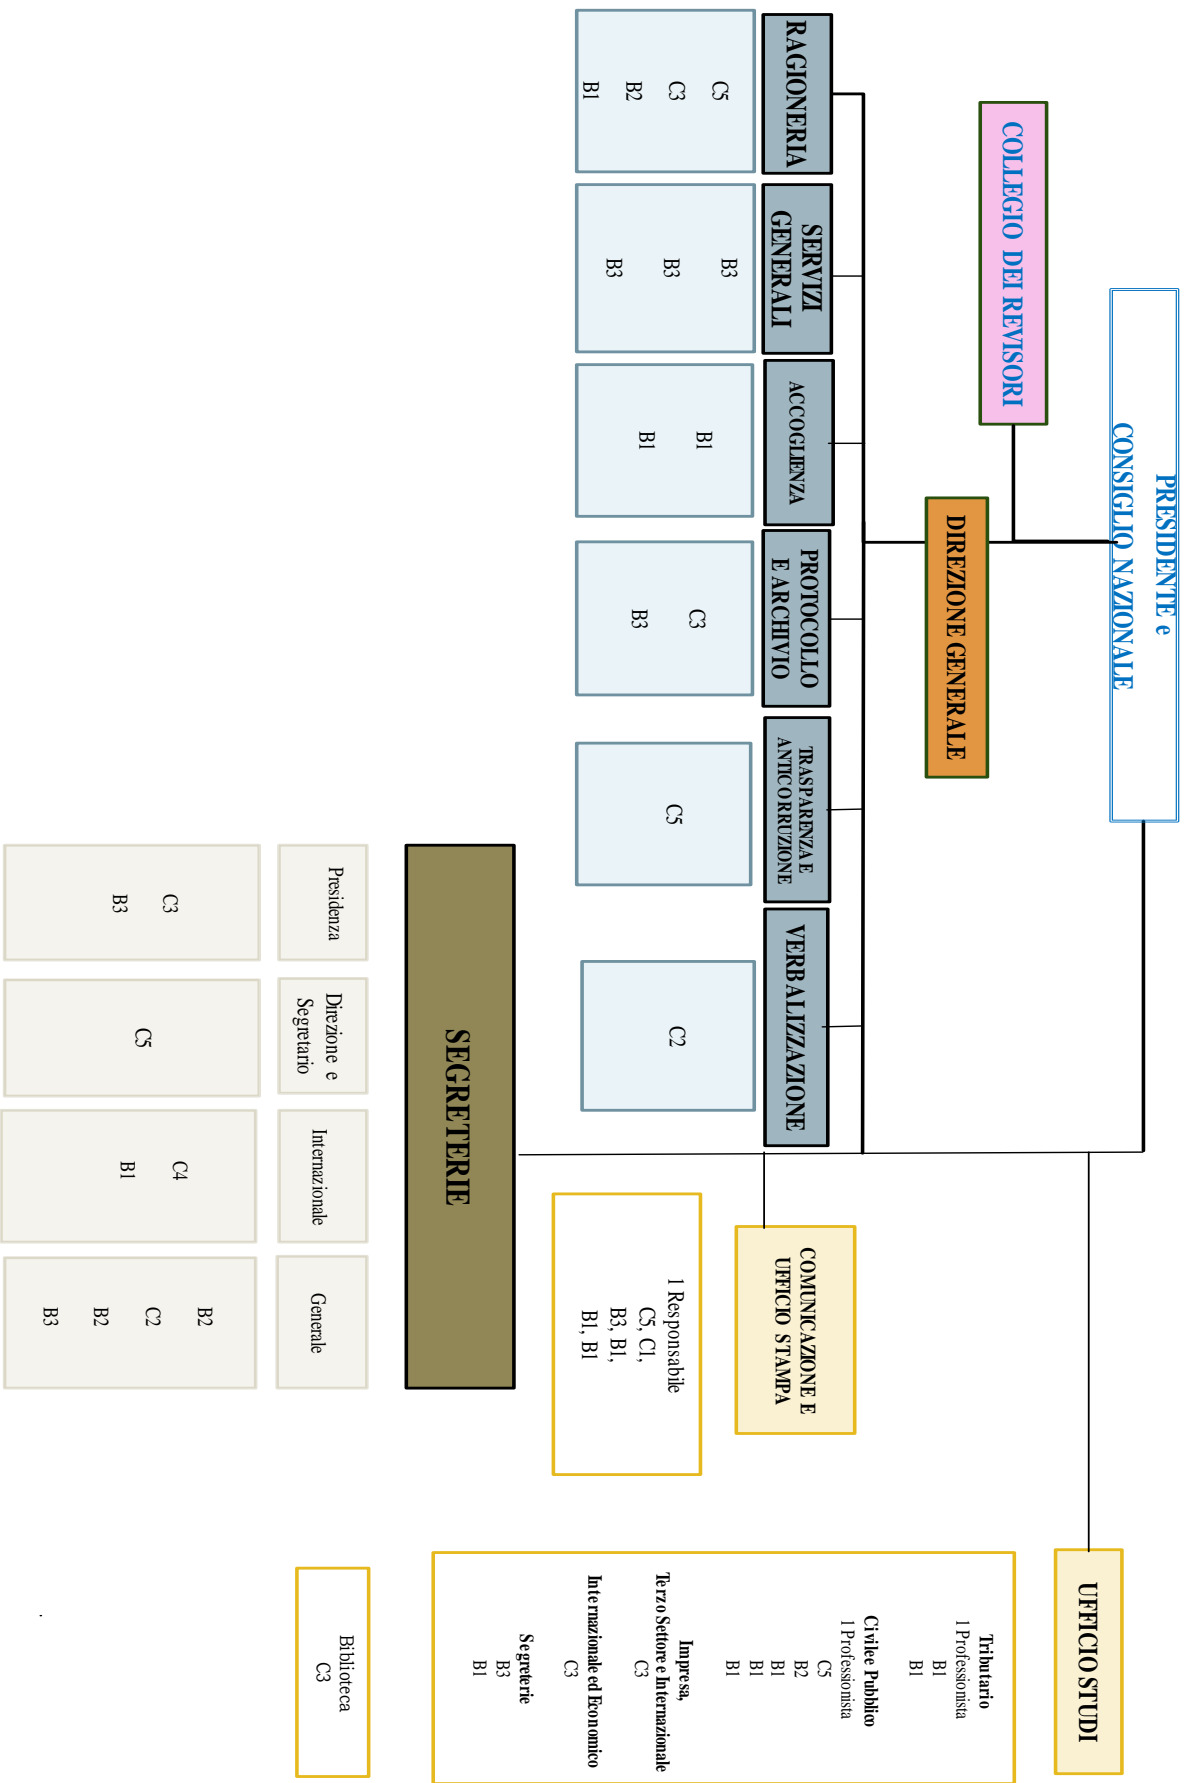 PRESIDENTE e
CONSIGLIO NAZIONALE
COLLEGIO DEI REVISORI
DIREZIONE GENERALE
RAGIONERIA
C5
C3
B2
B1
SERVIZI
GENERALI
B3
B3
B3
ACCOGLIENZA
B1
B1
PROTOCOLLO
E ARCHIVIO
C3
B3
TRASPARENZA E
ANTICORRUZIONE
C5
VERBALIZZAZIONE
C2
SEGRETERIE
Presidenza
C3
B3
Direzione e
Segretario
C5
Internazionale
C4
B1
Generale
B2
C2
B2
B3
COMUNICAZIONE E
UFFICIO STAMPA
1 Responsabile
C5, C1,
B3, B1,
B1, B1
UFFICIO STUDI
Tributario
1 Professionista
B1
B1
Civile e Pubblico
1 Professionista
C5
B2
B1
B1
B1
Impresa,
Terzo Settore e Internazionale
C3
Internazionale ed Economico
C3
Segreterie
B3
B1
Biblioteca
C3
.